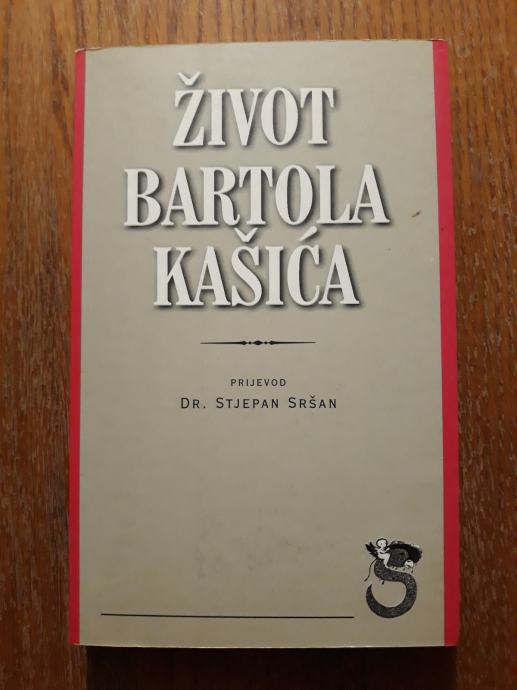 ŽIVOT
BARTOLA
KAŠIĆA
PRIJEVOD
DR. STJEPAN SRŠAN
S